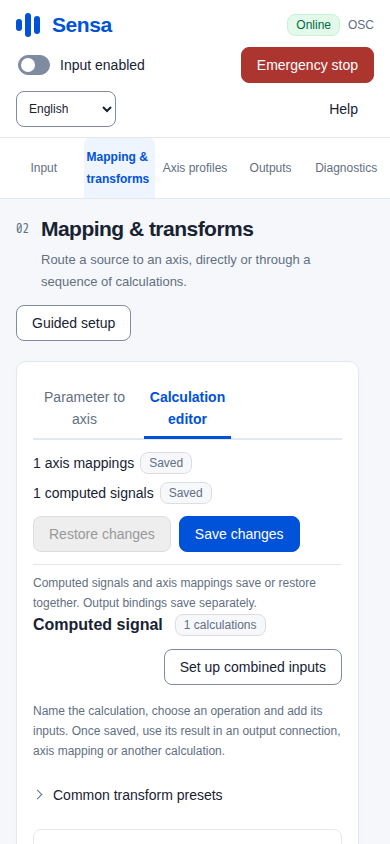 Sensa
Online OSC
Input enabled
Emergency stop
English
Help
Input
Mapping &
transforms
Axis profiles
Outputs
Diagnostics
02 Mapping & transforms
Route a source to an axis, directly or through a
sequence of calculations.
Guided setup
Parameter to
axis
Calculation
editor
1 axis mappings Saved
1 computed signals Saved
Restore changes
Save changes
Computed signals and axis mappings save or restore
together. Output bindings save separately.
Computed signal 1 calculations
Set up combined inputs
Name the calculation, choose an operation and add its
inputs. Once saved, use its result in an output connection,
axis mapping or another calculation.
Common transform presets